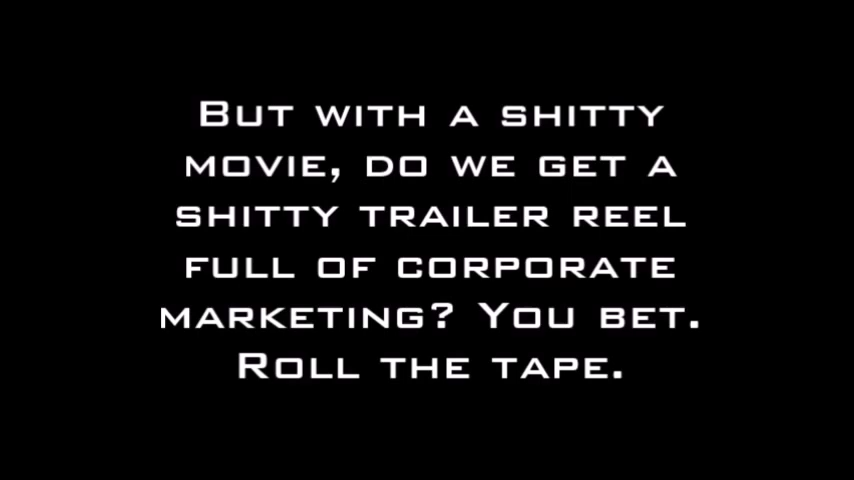 But with a shitty
movie, do we get a
shitty trailer reel
full of corporate
marketing? You bet.
Roll the tape.